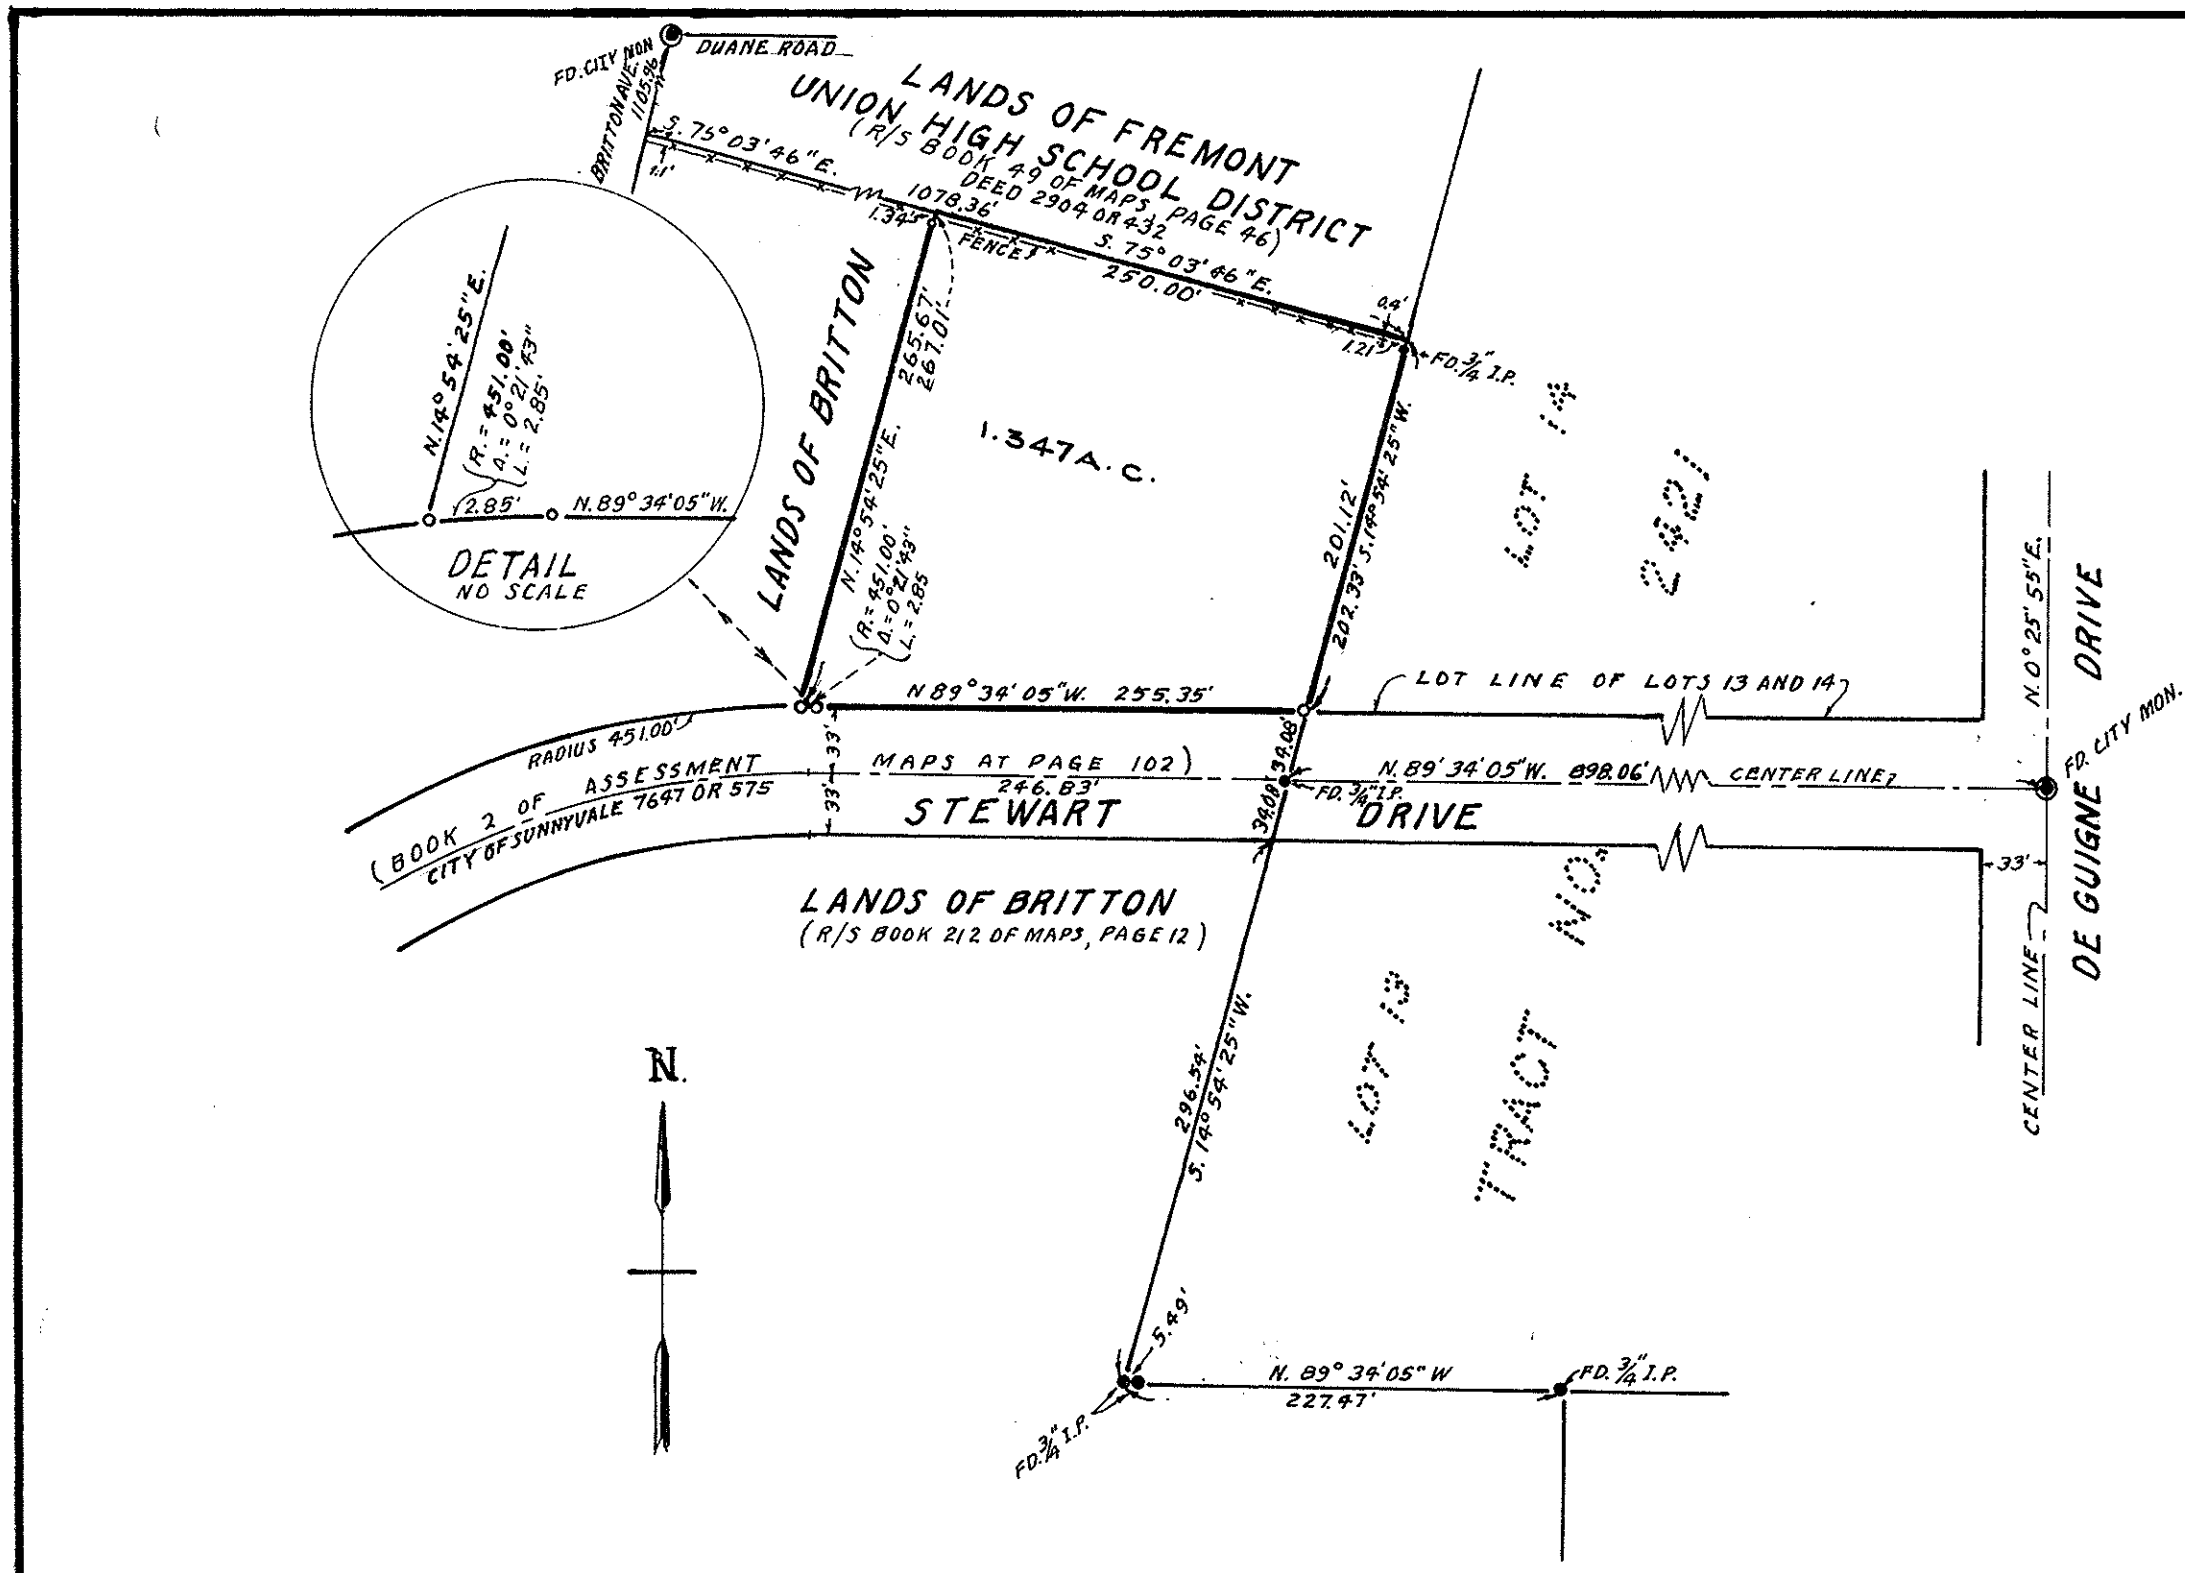 FD. CITY MON
DUANE ROAD
BRITTON AVE.
1105.96
LANDS OF FREMONT
UNION HIGH SCHOOL DISTRICT
(R/S BOOK 49 OF MAPS, PAGE 46)
DEED 2904 OR 432
S. 75° 03' 46" E.
1078.36'
1.1'
1.34'
FENCE
S. 75° 03' 46" E.
250.00'
0.4'
1.21'
FD. 3/4" I.P.
N. 14° 54' 25" E.
(R. = 451.00'
Δ. = 0° 21' 43"
L. = 2.85'
2.85'
N. 89° 34' 05" W.
DETAIL
NO SCALE
LANDS OF BRITTON
265.67'
267.01'
N. 14° 54' 25" E.
(R. = 451.00'
Δ. = 0° 21' 43"
L. = 2.85
1.347 A.C.
201.12'
202.33' S. 14° 54' 25" W.
LOT 14
2421
N. 0° 25' 55" E.
DE GUIGNE DRIVE
FD. CITY MON.
N 89° 34' 05" W. 255.35'
LOT LINE OF LOTS 13 AND 14
RADIUS 451.00'
33'
33'
34.08'
34.08'
(BOOK 2 OF ASSESSMENT MAPS AT PAGE 102)
CITY OF SUNNYVALE 7647 OR 575
246.83'
FD. 3/4" I.P.
N. 89° 34' 05" W. 898.06'
CENTER LINE
STEWART DRIVE
33'
CENTER LINE
LANDS OF BRITTON
(R/S BOOK 212 OF MAPS, PAGE 12)
296.54'
S. 14° 54' 25" W.
LOT 13
TRACT NO.
N.
5.49'
FD. 3/4" I.P.
N. 89° 34' 05" W
227.47'
FD. 3/4" I.P.